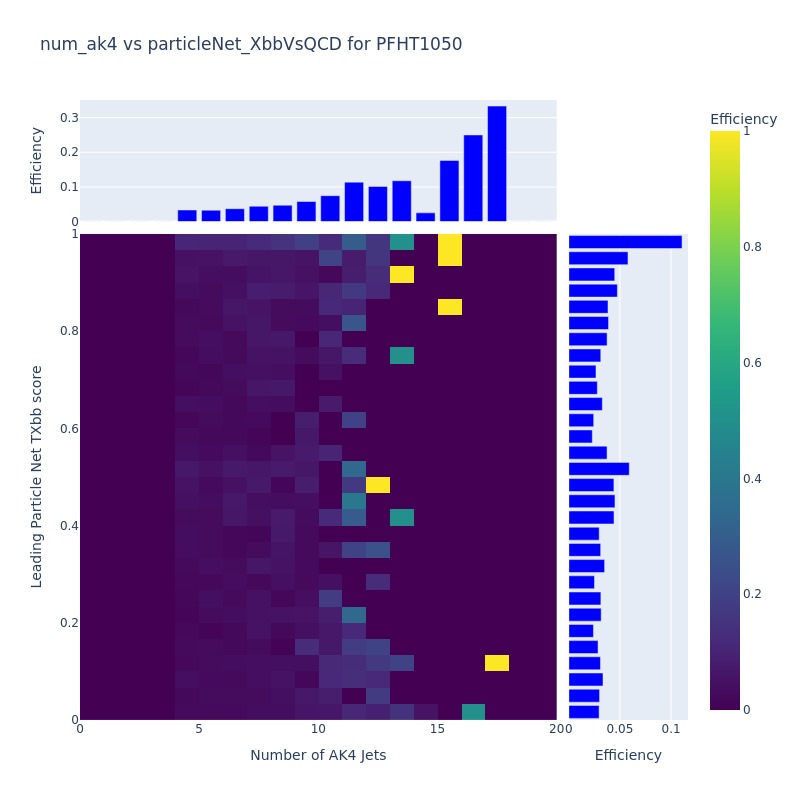 num_ak4 vs particleNet_XbbVsQCD for PFHT1050
Efficiency
0.3
0.2
0.1
0
Efficiency
1
0.8
0.6
0.4
0.2
0
Leading Particle Net TXbb score
1
0.8
0.6
0.4
0.2
0
0 5 10 15 20
Number of AK4 Jets
0 0.05 0.1
Efficiency